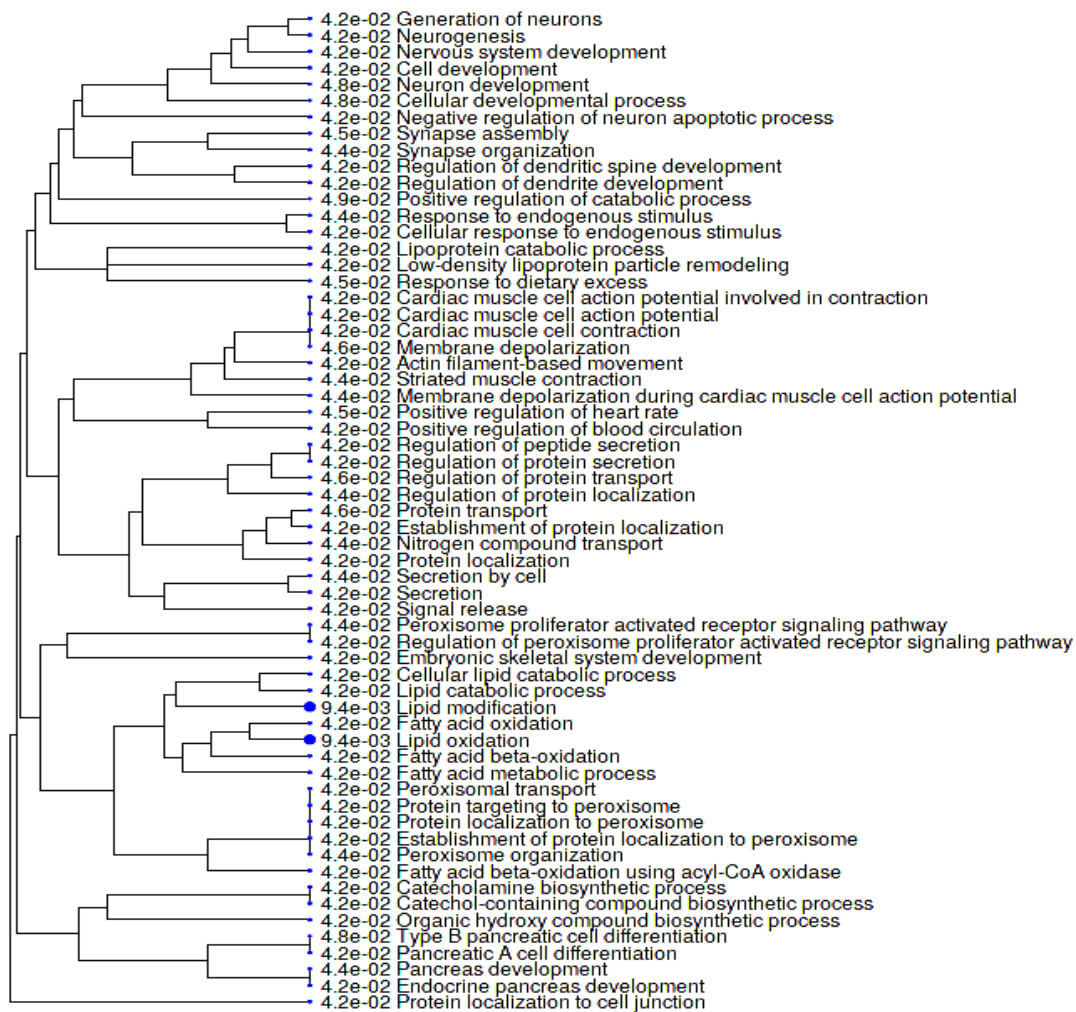 4.2e-02 Generation of neurons
4.2e-02 Neurogenesis
4.2e-02 Nervous system development
4.2e-02 Cell development
4.8e-02 Neuron development
4.8e-02 Cellular developmental process
4.2e-02 Negative regulation of neuron apoptotic process
4.5e-02 Synapse assembly
4.4e-02 Synapse organization
4.2e-02 Regulation of dendritic spine development
4.2e-02 Regulation of dendrite development
4.9e-02 Positive regulation of catabolic process
4.4e-02 Response to endogenous stimulus
4.2e-02 Cellular response to endogenous stimulus
4.2e-02 Lipoprotein catabolic process
4.2e-02 Low-density lipoprotein particle remodeling
4.5e-02 Response to dietary excess
4.2e-02 Cardiac muscle cell action potential involved in contraction
4.2e-02 Cardiac muscle cell action potential
4.2e-02 Cardiac muscle cell contraction
4.6e-02 Membrane depolarization
4.2e-02 Actin filament-based movement
4.4e-02 Striated muscle contraction
4.4e-02 Membrane depolarization during cardiac muscle cell action potential
4.5e-02 Positive regulation of heart rate
4.2e-02 Positive regulation of blood circulation
4.2e-02 Regulation of peptide secretion
4.2e-02 Regulation of protein secretion
4.6e-02 Regulation of protein transport
4.4e-02 Regulation of protein localization
4.6e-02 Protein transport
4.2e-02 Establishment of protein localization
4.4e-02 Nitrogen compound transport
4.2e-02 Protein localization
4.4e-02 Secretion by cell
4.2e-02 Secretion
4.2e-02 Signal release
4.4e-02 Peroxisome proliferator activated receptor signaling pathway
4.2e-02 Regulation of peroxisome proliferator activated receptor signaling pathway
4.2e-02 Embryonic skeletal system development
4.2e-02 Cellular lipid catabolic process
4.2e-02 Lipid catabolic process
9.4e-03 Lipid modification
4.2e-02 Fatty acid oxidation
9.4e-03 Lipid oxidation
4.2e-02 Fatty acid beta-oxidation
4.2e-02 Fatty acid metabolic process
4.2e-02 Peroxisomal transport
4.2e-02 Protein targeting to peroxisome
4.2e-02 Protein localization to peroxisome
4.2e-02 Establishment of protein localization to peroxisome
4.4e-02 Peroxisome organization
4.2e-02 Fatty acid beta-oxidation using acyl-CoA oxidase
4.2e-02 Catecholamine biosynthetic process
4.2e-02 Catechol-containing compound biosynthetic process
4.2e-02 Organic hydroxy compound biosynthetic process
4.8e-02 Type B pancreatic cell differentiation
4.2e-02 Pancreatic A cell differentiation
4.4e-02 Pancreas development
4.2e-02 Endocrine pancreas development
4.2e-02 Protein localization to cell junction